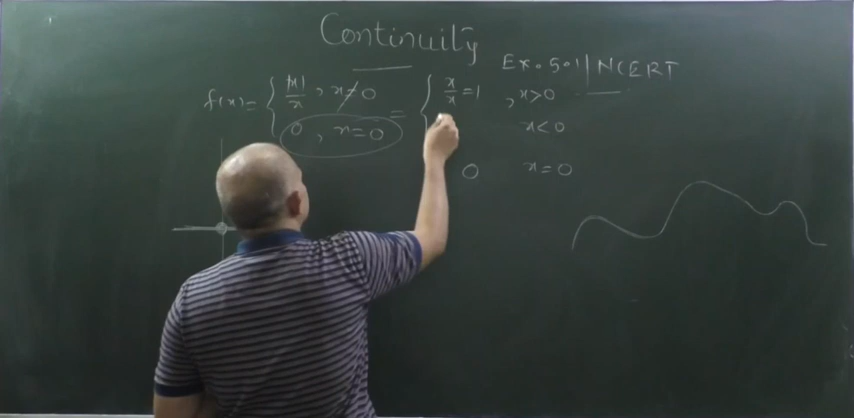 Continuity
Ex. 5.1 | NCERT
f(x) = { |x|/x , x ≠ 0 = { x/x = 1 , x > 0
0 , x = 0 x < 0
0 x = 0